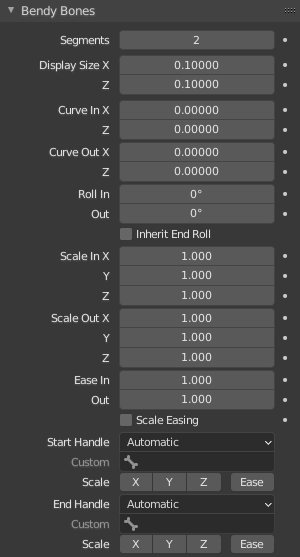 Bendy Bones
Segments 2
Display Size X 0.10000
Z 0.10000
Curve In X 0.00000
Z 0.00000
Curve Out X 0.00000
Z 0.00000
Roll In 0°
Out 0°
Inherit End Roll
Scale In X 1.000
Y 1.000
Z 1.000
Scale Out X 1.000
Y 1.000
Z 1.000
Ease In 1.000
Out 1.000
Scale Easing
Start Handle Automatic
Custom
Scale X Y Z Ease
End Handle Automatic
Custom
Scale X Y Z Ease